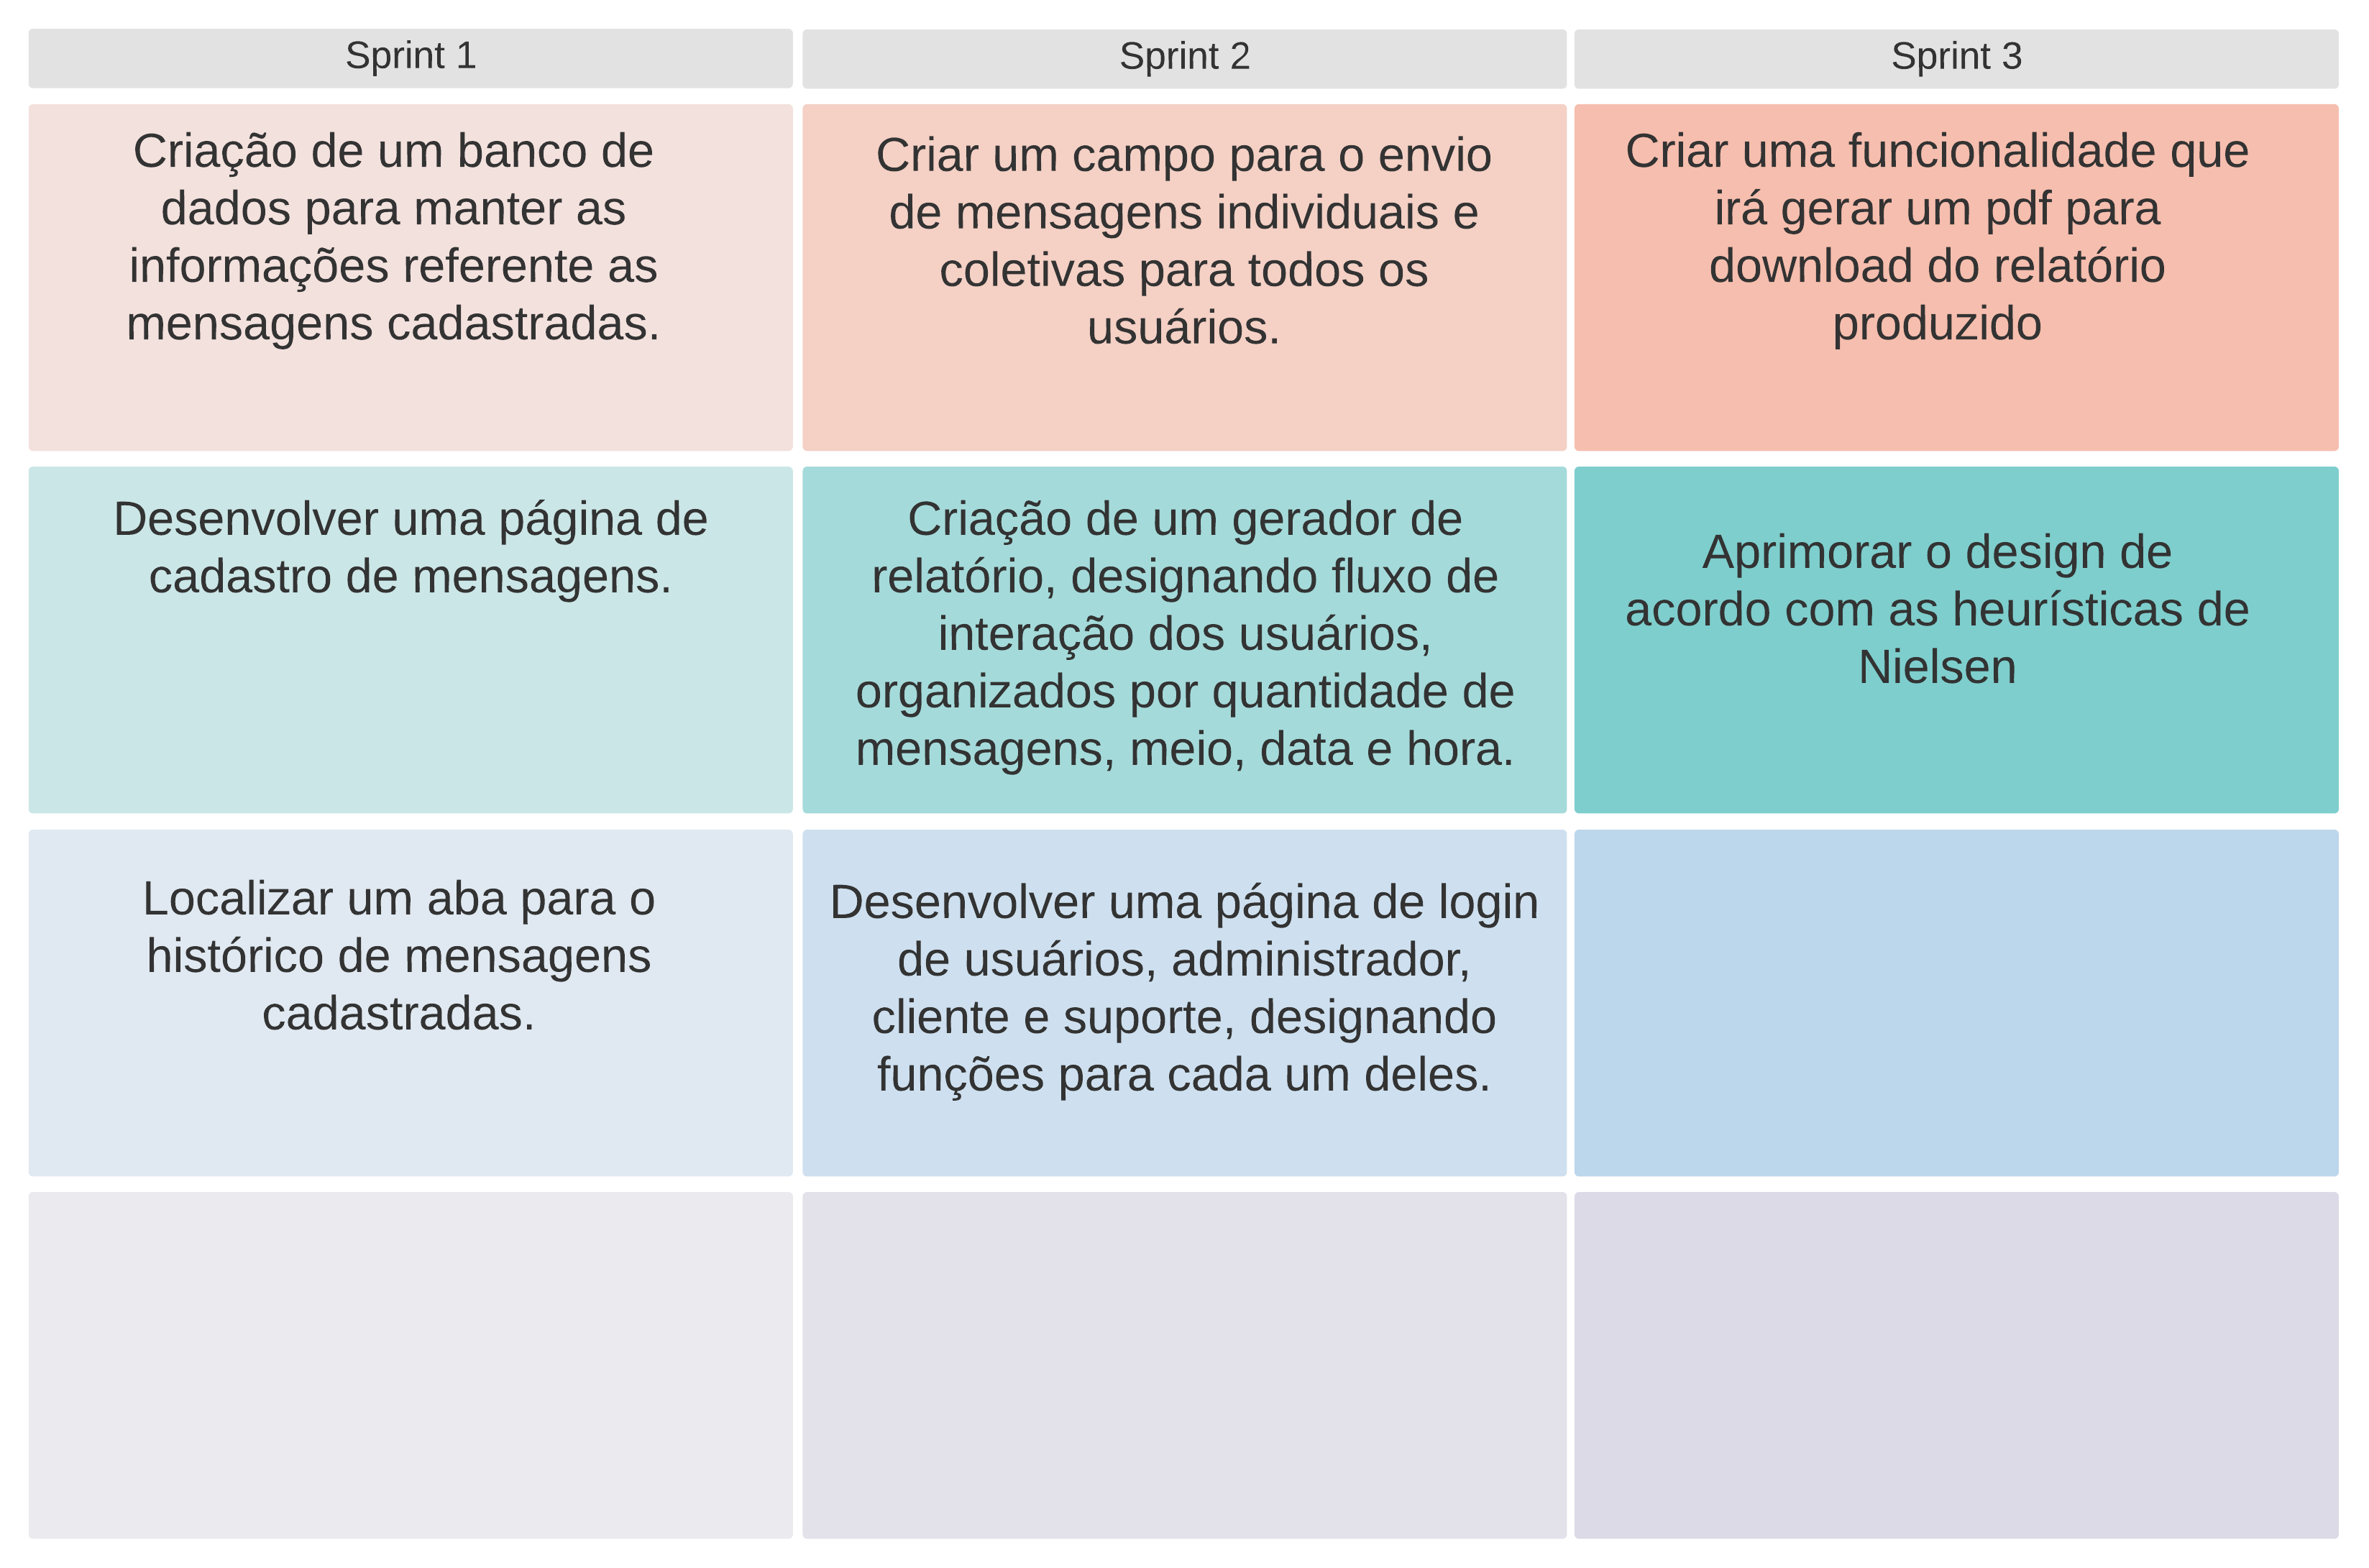 Sprint 1
Sprint 2
Sprint 3
Criação de um banco de
dados para manter as
informações referente as
mensagens cadastradas.
Criar um campo para o envio
de mensagens individuais e
coletivas para todos os
usuários.
Criar uma funcionalidade que
irá gerar um pdf para
download do relatório
produzido
Desenvolver uma página de
cadastro de mensagens.
Criação de um gerador de
relatório, designando fluxo de
interação dos usuários,
organizados por quantidade de
mensagens, meio, data e hora.
Aprimorar o design de
acordo com as heurísticas de
Nielsen
Localizar um aba para o
histórico de mensagens
cadastradas.
Desenvolver uma página de login
de usuários, administrador,
cliente e suporte, designando
funções para cada um deles.